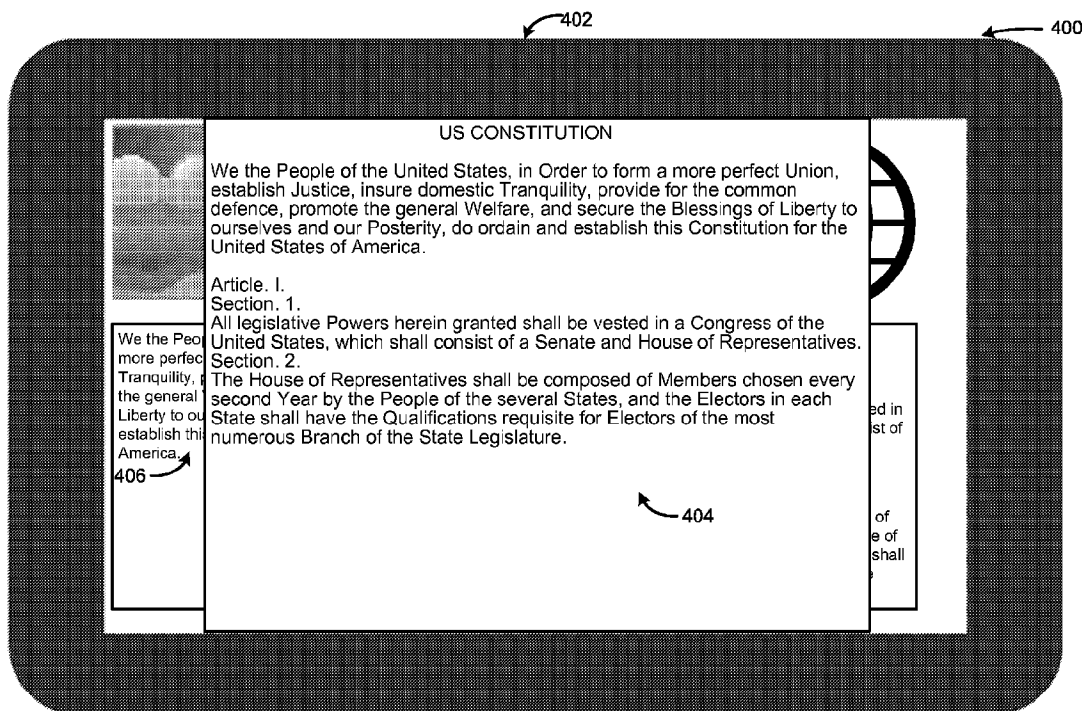 402
400
US CONSTITUTION
We the People of the United States, in Order to form a more perfect Union,
establish Justice, insure domestic Tranquility, provide for the common
defence, promote the general Welfare, and secure the Blessings of Liberty to
ourselves and our Posterity, do ordain and establish this Constitution for the
United States of America.
Article. I.
Section. 1.
All legislative Powers herein granted shall be vested in a Congress of the
United States, which shall consist of a Senate and House of Representatives.
Section. 2.
The House of Representatives shall be composed of Members chosen every
second Year by the People of the several States, and the Electors in each
State shall have the Qualifications requisite for Electors of the most
numerous Branch of the State Legislature.
404
We the Peop
more perfec
Tranquility,
the general
Liberty to ou
establish thi
America.
406
ed in
ist of
of
e of
shall